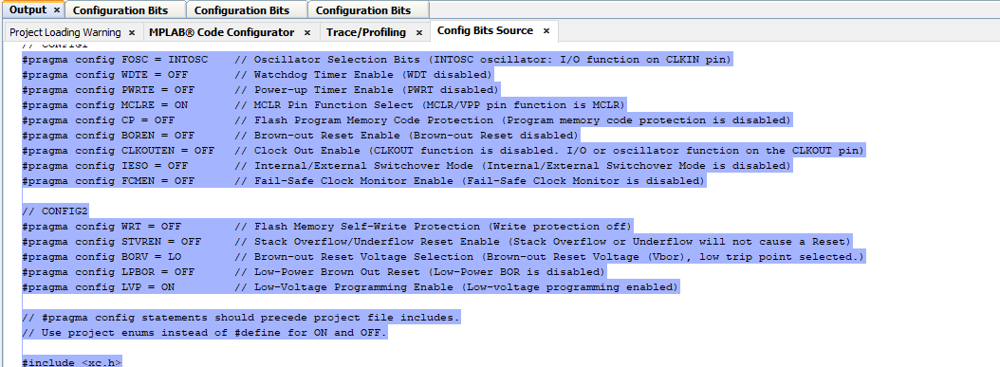 Output × Configuration Bits Configuration Bits Configuration Bits
Project Loading Warning × MPLAB® Code Configurator × Trace/Profiling × Config Bits Source ×
// CONFIG1
#pragma config FOSC = INTOSC    // Oscillator Selection Bits (INTOSC oscillator: I/O function on CLKIN pin)
#pragma config WDTE = OFF       // Watchdog Timer Enable (WDT disabled)
#pragma config PWRTE = OFF      // Power-up Timer Enable (PWRT disabled)
#pragma config MCLRE = ON       // MCLR Pin Function Select (MCLR/VPP pin function is MCLR)
#pragma config CP = OFF         // Flash Program Memory Code Protection (Program memory code protection is disabled)
#pragma config BOREN = OFF      // Brown-out Reset Enable (Brown-out Reset disabled)
#pragma config CLKOUTEN = OFF   // Clock Out Enable (CLKOUT function is disabled. I/O or oscillator function on the CLKOUT pin)
#pragma config IESO = OFF       // Internal/External Switchover Mode (Internal/External Switchover Mode is disabled)
#pragma config FCMEN = OFF      // Fail-Safe Clock Monitor Enable (Fail-Safe Clock Monitor is disabled)
// CONFIG2
#pragma config WRT = OFF        // Flash Memory Self-Write Protection (Write protection off)
#pragma config STVREN = OFF     // Stack Overflow/Underflow Reset Enable (Stack Overflow or Underflow will not cause a Reset)
#pragma config BORV = LO        // Brown-out Reset Voltage Selection (Brown-out Reset Voltage (Vbor), low trip point selected.)
#pragma config LPBOR = OFF      // Low-Power Brown Out Reset (Low-Power BOR is disabled)
#pragma config LVP = ON         // Low-Voltage Programming Enable (Low-voltage programming enabled)
// #pragma config statements should precede project file includes.
// Use project enums instead of #define for ON and OFF.
#include <xc.h>